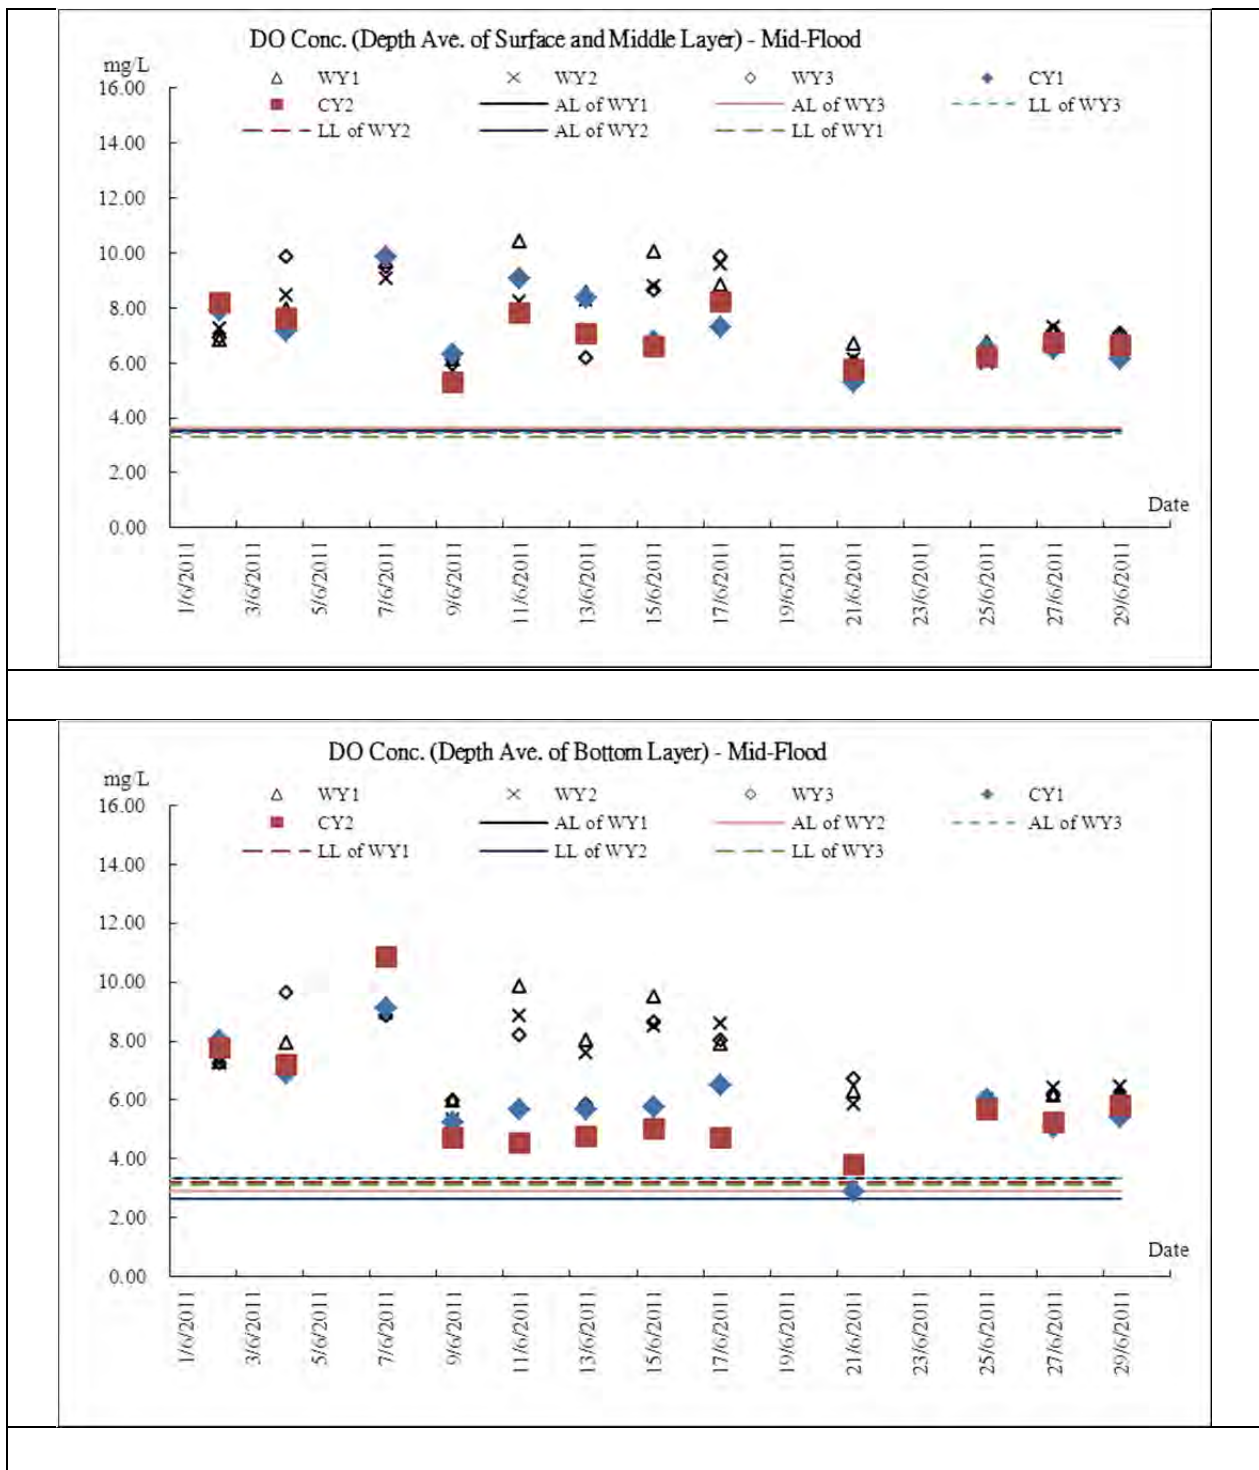 DO Conc. (Depth Ave. of Surface and Middle Layer) - Mid-Flood
mg/L
WY1 WY2 WY3 CY1
CY2 AL of WY1 AL of WY3 LL of WY3
LL of WY2 AL of WY2 LL of WY1
16.00
14.00
12.00
10.00
8.00
6.00
4.00
2.00
0.00
Date
1/6/2011 3/6/2011 5/6/2011 7/6/2011 9/6/2011 11/6/2011 13/6/2011 15/6/2011 17/6/2011 19/6/2011 21/6/2011 23/6/2011 25/6/2011 27/6/2011 29/6/2011
DO Conc. (Depth Ave. of Bottom Layer) - Mid-Flood
mg/L
WY1 WY2 WY3 CY1
CY2 AL of WY1 AL of WY2 AL of WY3
LL of WY1 LL of WY2 LL of WY3
16.00
14.00
12.00
10.00
8.00
6.00
4.00
2.00
0.00
Date
1/6/2011 3/6/2011 5/6/2011 7/6/2011 9/6/2011 11/6/2011 13/6/2011 15/6/2011 17/6/2011 19/6/2011 21/6/2011 23/6/2011 25/6/2011 27/6/2011 29/6/2011